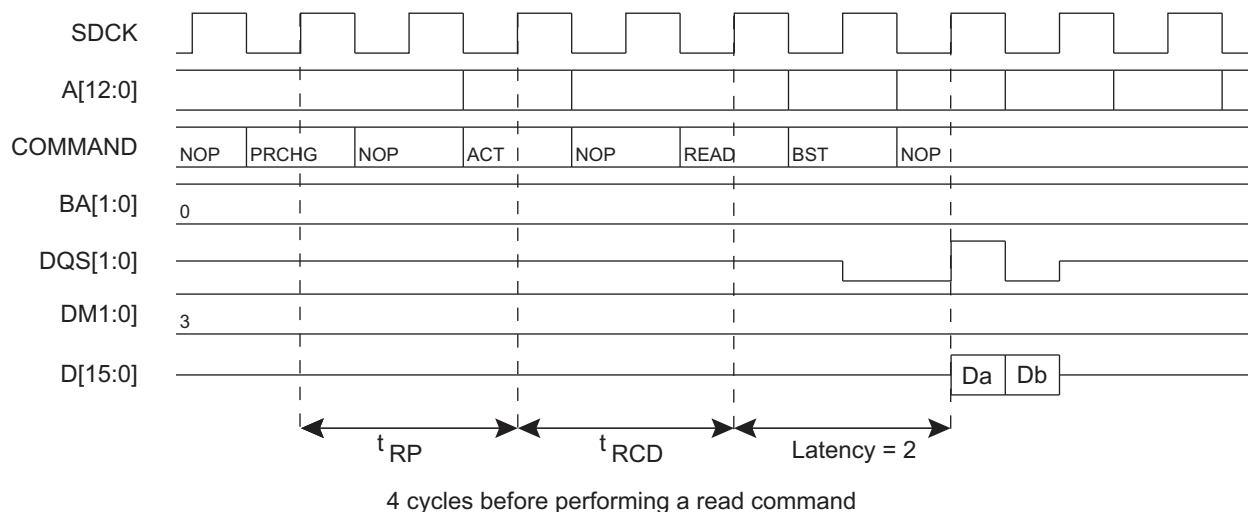 SDCK
A[12:0]
COMMAND NOP PRCHG NOP ACT NOP READ BST NOP
BA[1:0] 0
DQS[1:0]
DM1:0] 3
D[15:0] Da Db
t RP t RCD Latency = 2
4 cycles before performing a read command